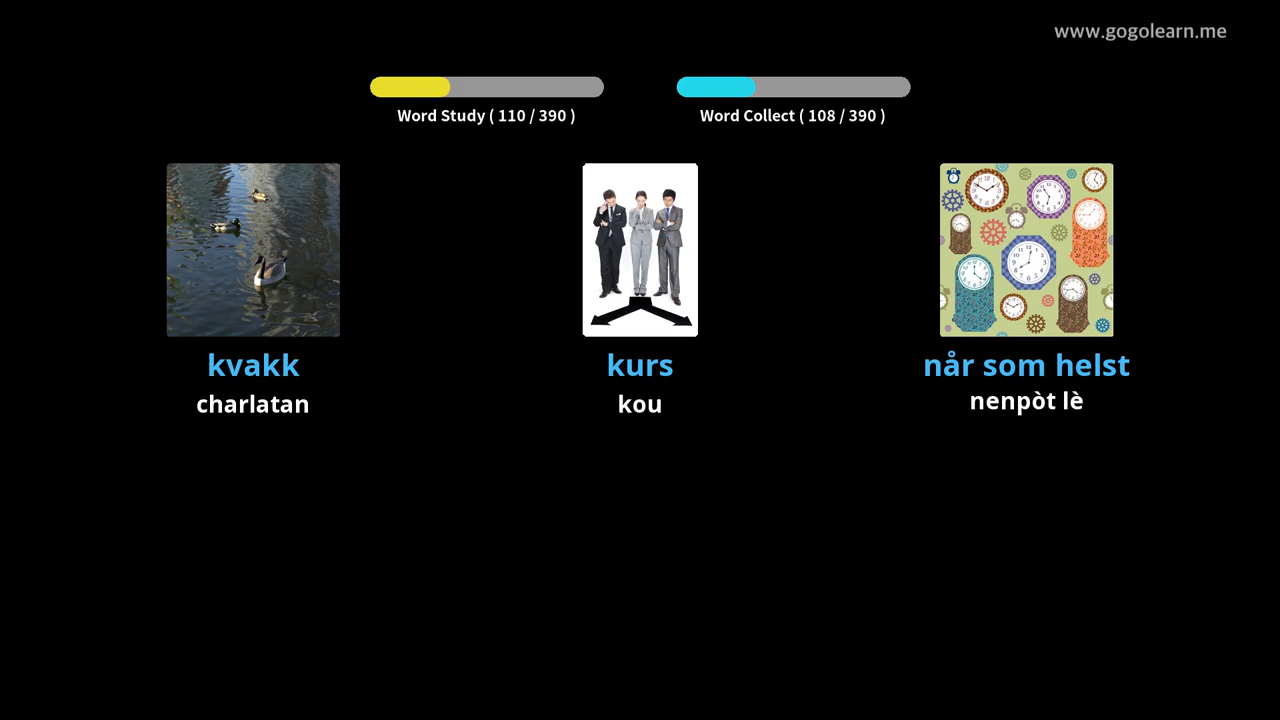 www.gogolearn.me
Word Study ( 110 / 390 )
Word Collect ( 108 / 390 )
kvakk
charlatan
kurs
kou
når som helst
nenpòt lè